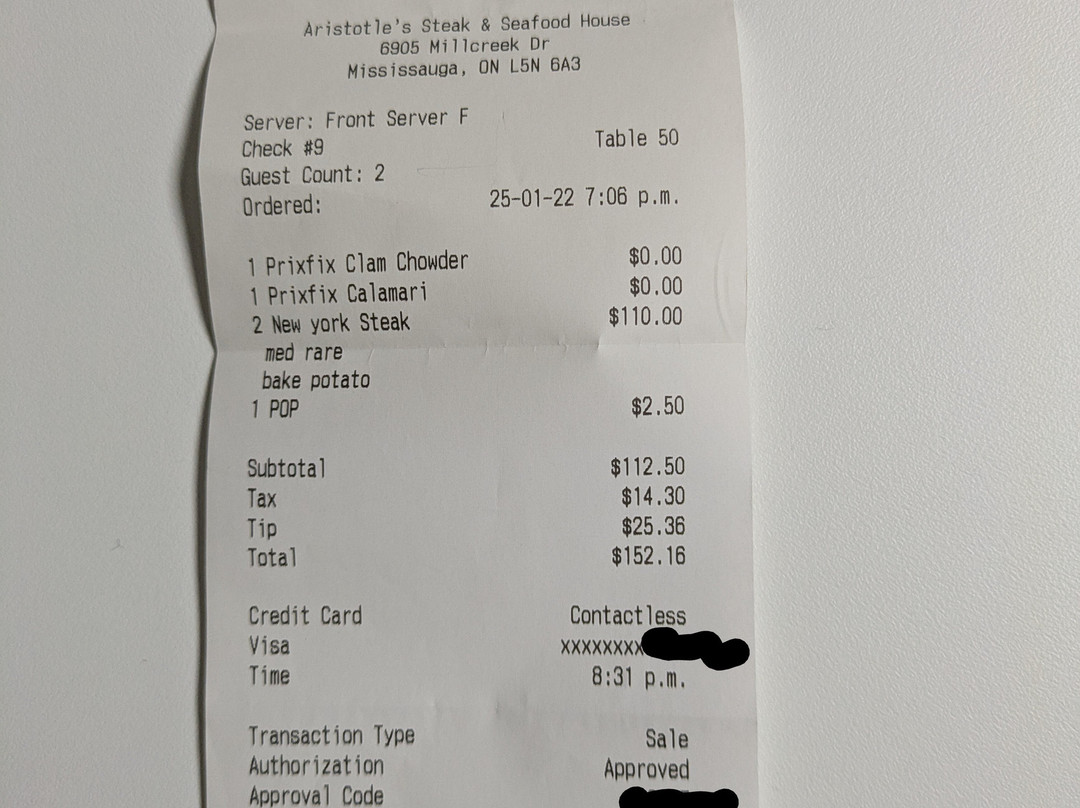 Aristotle's Steak & Seafood House
6905 Millcreek Dr
Mississauga, ON L5N 6A3
Server: Front Server F
Check #9 Table 50
Guest Count: 2
Ordered: 25-01-22 7:06 p.m.
1 Prixfix Clam Chowder $0.00
1 Prixfix Calamari $0.00
2 New york Steak $110.00
med rare
bake potato
1 POP $2.50
Subtotal $112.50
Tax $14.30
Tip $25.36
Total $152.16
Credit Card Contactless
Visa xxxxxxxx
Time 8:31 p.m.
Transaction Type Sale
Authorization Approved
Approval Code